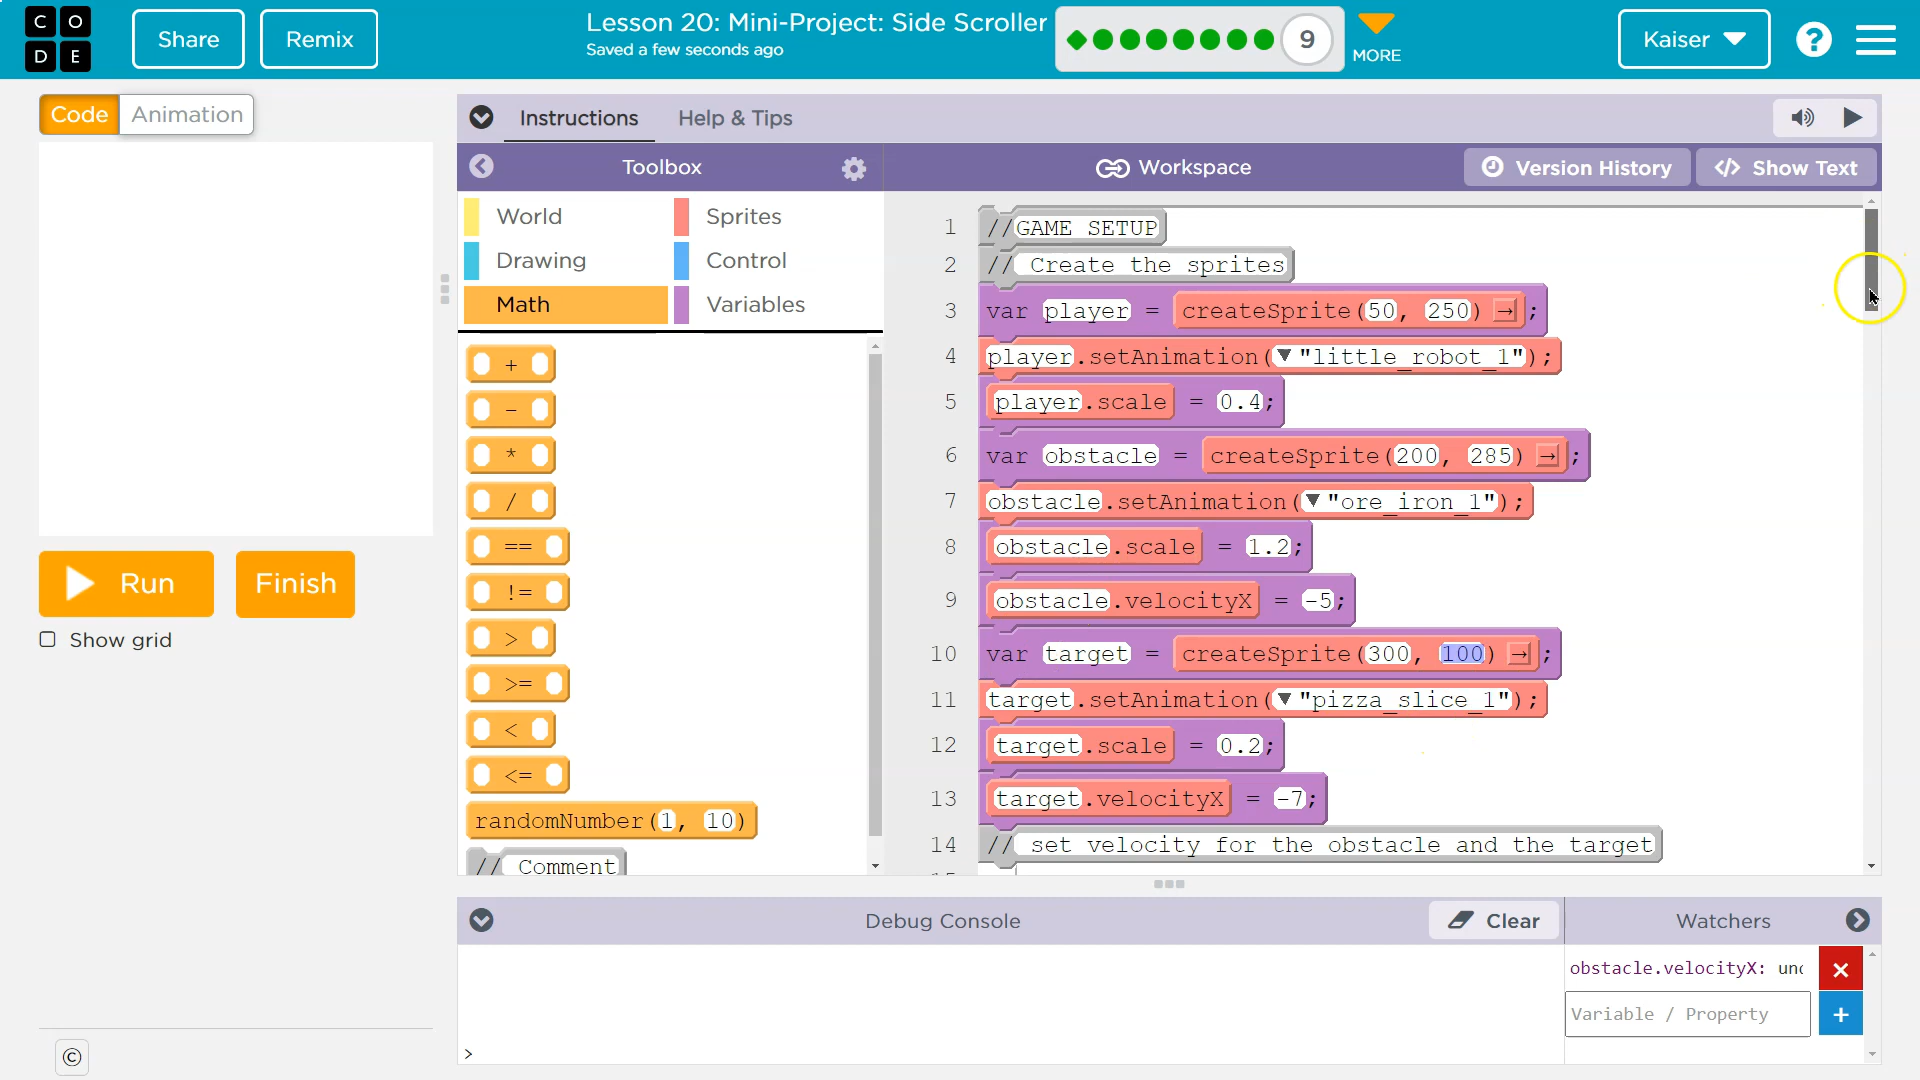 C O D E
Share
Remix
Lesson 20: Mini-Project: Side Scroller
Saved a few seconds ago
9
MORE
Kaiser
?
Code
Animation
Instructions
Help & Tips
Toolbox
Workspace
Version History
</> Show Text
World
Sprites
Drawing
Control
Math
Variables
+
-
*
/
==
!=
>
>=
<
<=
randomNumber(1, 10)
// Comment
1 //GAME SETUP
2 // Create the sprites
3 var player = createSprite(50, 250) → ;
4 player.setAnimation(▼"little_robot_1");
5 player.scale = 0.4;
6 var obstacle = createSprite(200, 285) → ;
7 obstacle.setAnimation(▼"ore_iron_1");
8 obstacle.scale = 1.2;
9 obstacle.velocityX = -5;
10 var target = createSprite(300, 100) → ;
11 target.setAnimation(▼"pizza_slice_1");
12 target.scale = 0.2;
13 target.velocityX = -7;
14 // set velocity for the obstacle and the target
Run
Finish
Show grid
©
Debug Console
Clear
Watchers
obstacle.velocityX:
Variable / Property
+
>